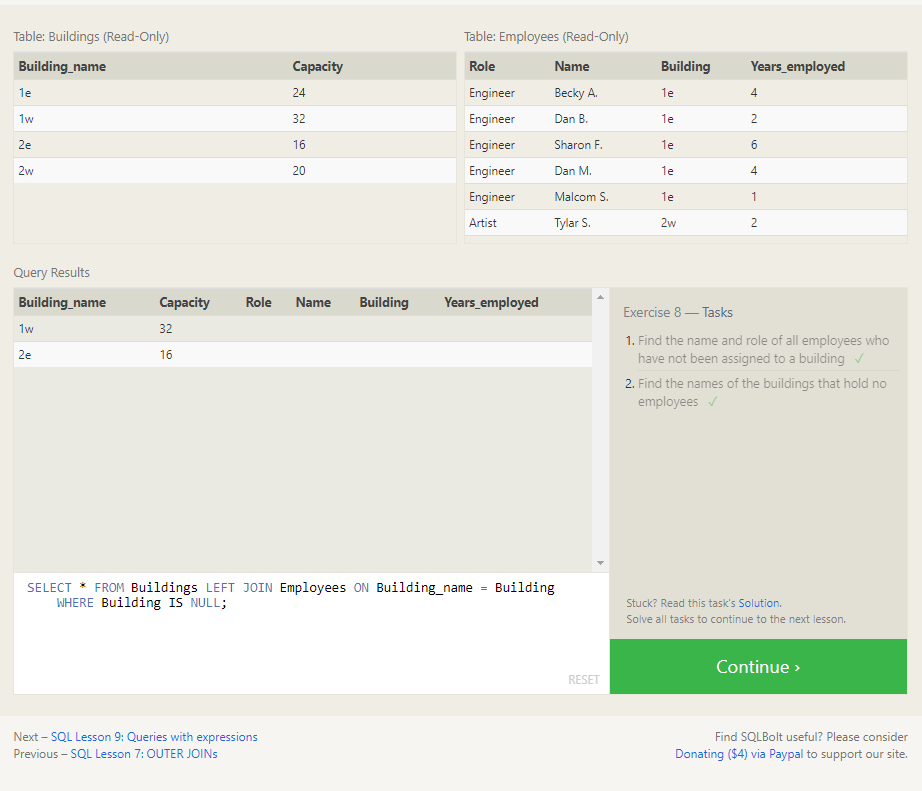 Table: Buildings (Read-Only)
Building_name Capacity
1e 24
1w 32
2e 16
2w 20
Table: Employees (Read-Only)
Role Name Building Years_employed
Engineer Becky A. 1e 4
Engineer Dan B. 1e 2
Engineer Sharon F. 1e 6
Engineer Dan M. 1e 4
Engineer Malcom S. 1e 1
Artist Tylar S. 2w 2
Query Results
Building_name Capacity Role Name Building Years_employed
1w 32
2e 16
SELECT * FROM Buildings LEFT JOIN Employees ON Building_name = Building
WHERE Building IS NULL;
RESET
Exercise 8 — Tasks
1. Find the name and role of all employees who
have not been assigned to a building ✓
2. Find the names of the buildings that hold no
employees ✓
Stuck? Read this task's Solution.
Solve all tasks to continue to the next lesson.
Continue ›
Next – SQL Lesson 9: Queries with expressions
Previous – SQL Lesson 7: OUTER JOINs
Find SQLBolt useful? Please consider
Donating ($4) via Paypal to support our site.